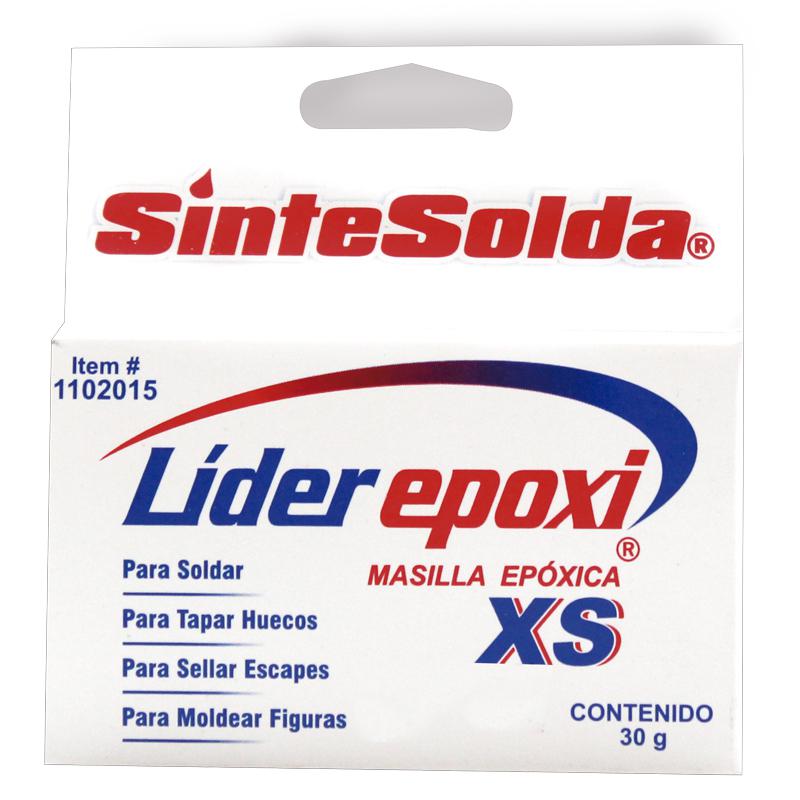 SinteSolda®
Item #
1102015
Líder epoxi®
MASILLA EPÓXICA
XS
Para Soldar
Para Tapar Huecos
Para Sellar Escapes
Para Moldear Figuras
CONTENIDO
30 g